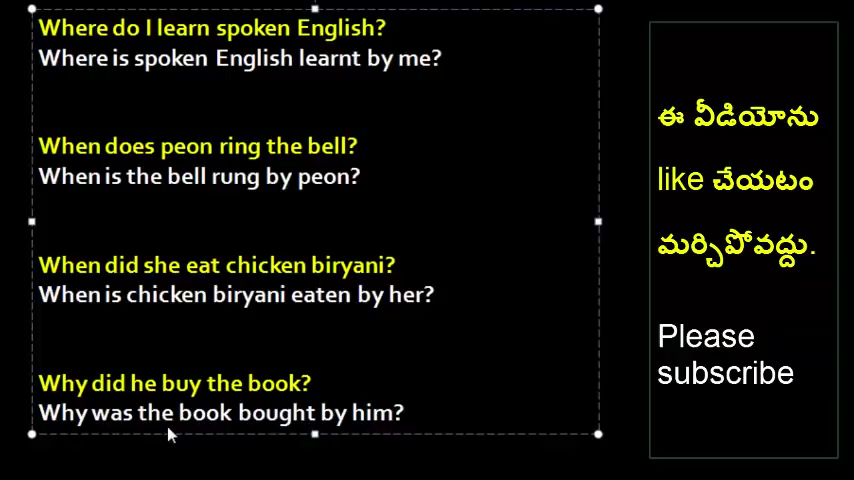 Where do I learn spoken English?
Where is spoken English learnt by me?
When does peon ring the bell?
When is the bell rung by peon?
When did she eat chicken biryani?
When is chicken biryani eaten by her?
Why did he buy the book?
Why was the book bought by him?
ఈ వీడియోను
like చేయటం
మర్చిపోవద్దు.
Please
subscribe